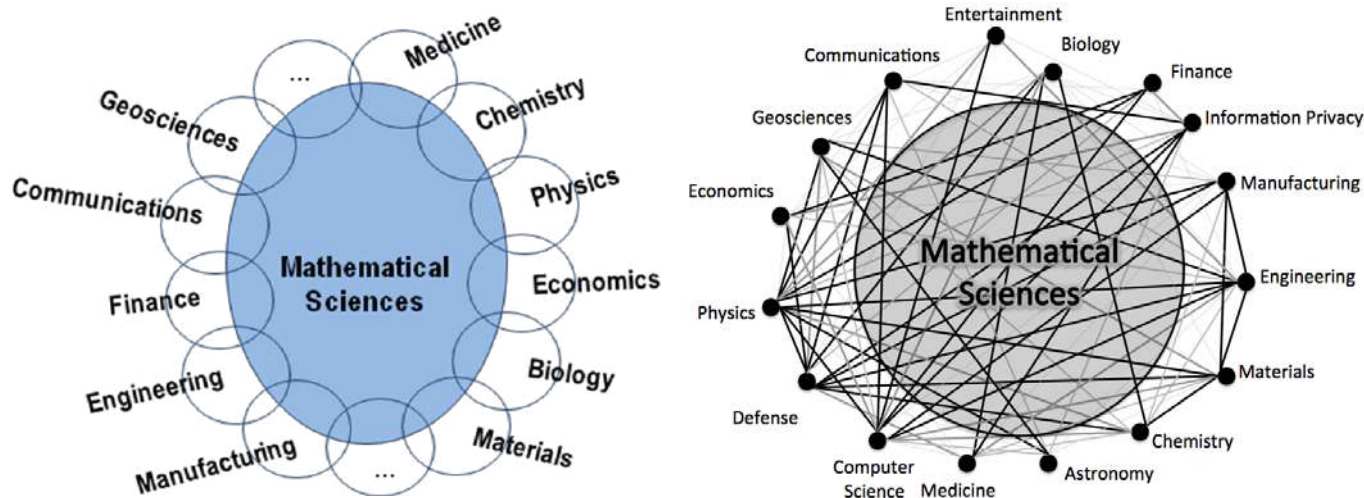 ...
Medicine
Geosciences
Chemistry
Communications
Physics
Mathematical
Sciences
Economics
Finance
Engineering
Biology
Manufacturing
...
Materials
Entertainment
Communications
Biology
Finance
Geosciences
Information Privacy
Economics
Manufacturing
Mathematical
Sciences
Engineering
Physics
Materials
Defense
Chemistry
Computer
Science
Medicine
Astronomy